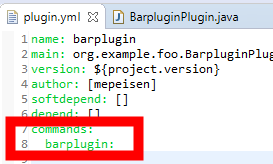 plugin.yml
BarpluginPlugin.java
1 name: barplugin
2 main: org.example.foo.BarpluginPlug
3 version: ${project.version}
4 author: [mepeisen]
5 softdepend: []
6 depend: []
7 commands:
8 barplugin: